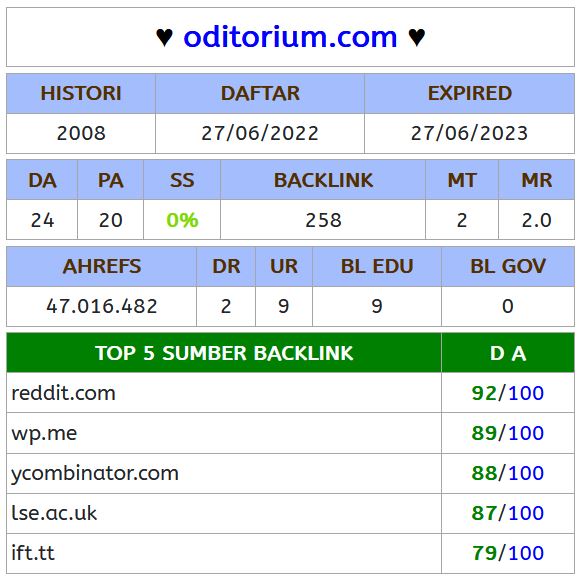 ♥ oditorium.com ♥
HISTORI DAFTAR EXPIRED
2008 27/06/2022 27/06/2023
DA PA SS BACKLINK MT MR
24 20 0% 258 2 2.0
AHREFS DR UR BL EDU BL GOV
47.016.482 2 9 9 0
TOP 5 SUMBER BACKLINK D A
reddit.com 92/100
wp.me 89/100
ycombinator.com 88/100
lse.ac.uk 87/100
ift.tt 79/100